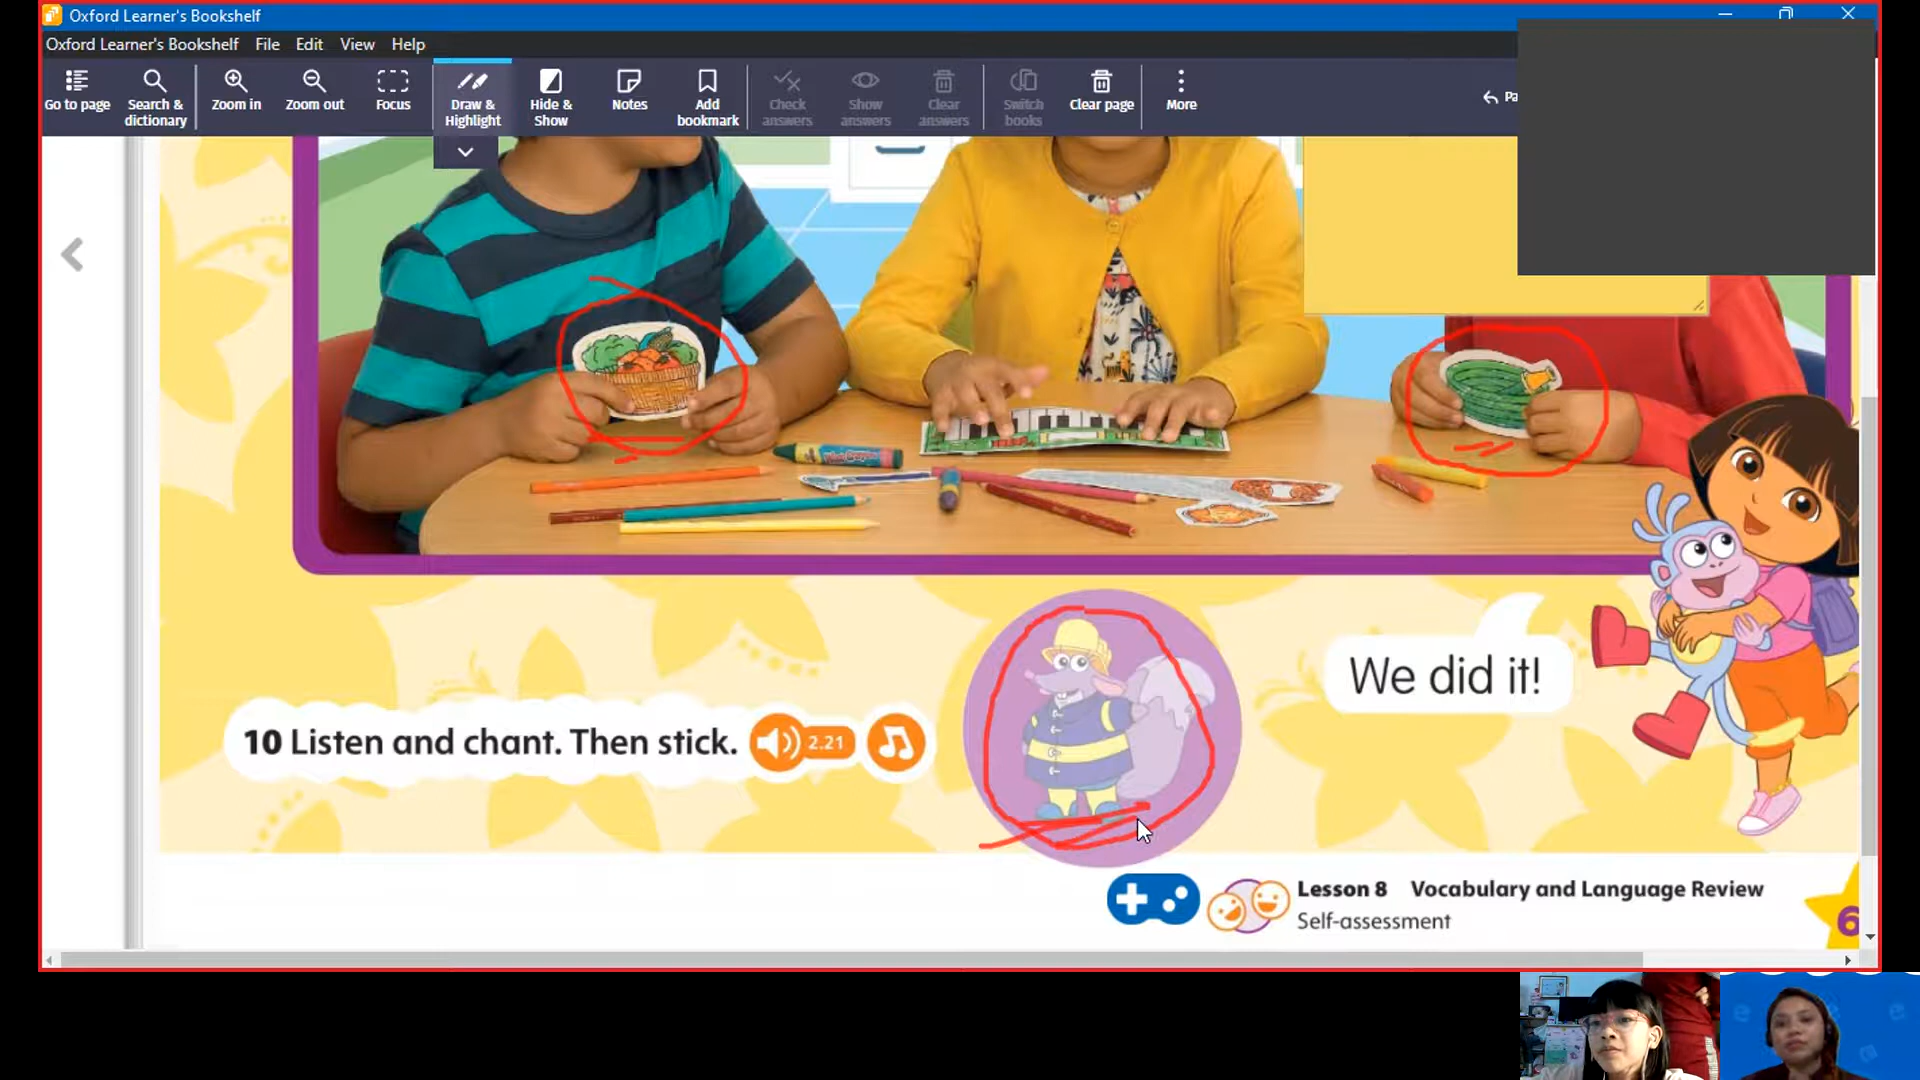 Oxford Learner's Bookshelf
Oxford Learner's Bookshelf File Edit View Help
Go to page
Search & dictionary
Zoom in
Zoom out
Focus
Draw & Highlight
Hide & Show
Notes
Add bookmark
Check answers
Show answers
Clear answers
Switch books
Clear page
More
Pa
We did it!
10 Listen and chant. Then stick. 2.21
Lesson 8 Vocabulary and Language Review
Self-assessment
6